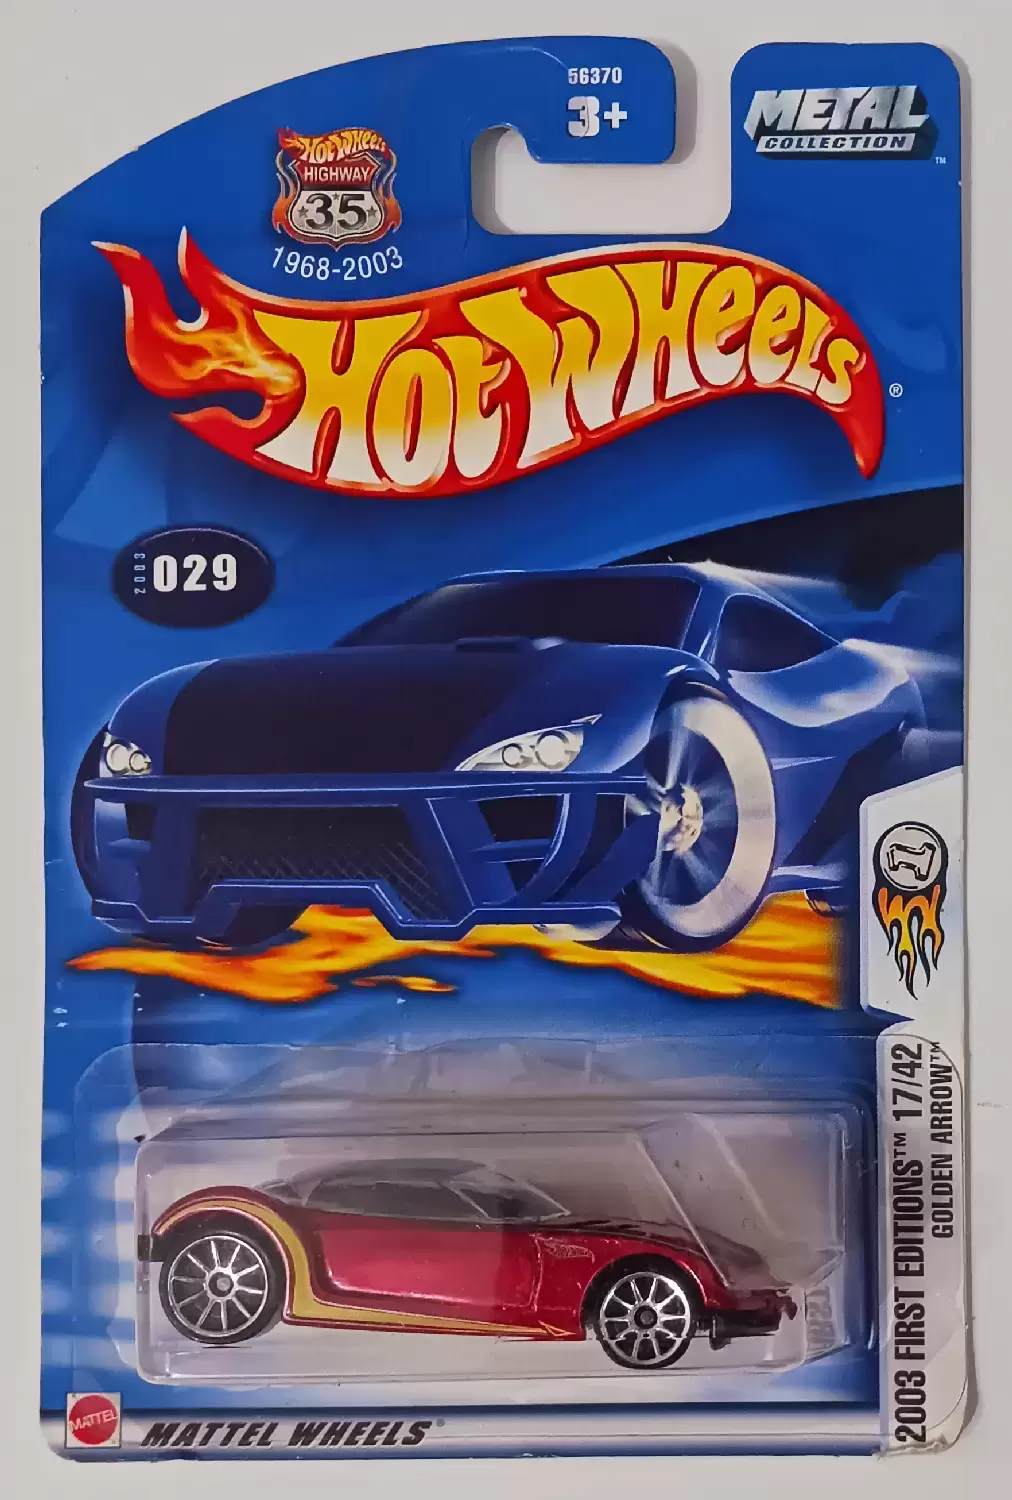 56370
3+
METAL
COLLECTION
™
HOT WHEELS
HIGHWAY
35
1968-2003
HOT WHEELS®
2003
029
1
2003 FIRST EDITIONS™ 17/42
GOLDEN ARROW™
MATTEL
MATTEL WHEELS®